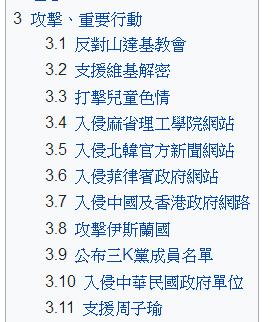 3 攻擊、重要行動
3.1 反對山達基教會
3.2 支援維基解密
3.3 打擊兒童色情
3.4 入侵麻省理工學院網站
3.5 入侵北韓官方新聞網站
3.6 入侵菲律賓政府網站
3.7 入侵中國及香港政府網路
3.8 攻擊伊斯蘭國
3.9 公布三K黨成員名單
3.10 入侵中華民國政府單位
3.11 支援周子瑜